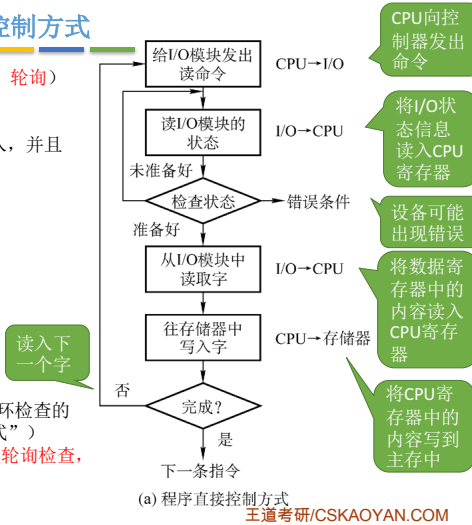 控制方式
轮询）
人，并且
环检查的
式”）
轮询检查，
给I/O模块发出
读命令
CPU→I/O
CPU向控
制器发出
命令
读I/O模块的
状态
I/O→CPU
将I/O状
态信息
读入CPU
寄存器
未准备好
检查状态
错误条件
设备可能
出现错误
准备好
从I/O模块中
读取字
I/O→CPU
将数据寄
存器中的
内容读入
CPU寄存
器
往存储器中
写入字
CPU→存储器
读入下
一个字
将CPU寄
存器中的
内容写到
主存中
否
完成？
是
下一条指令
(a) 程序直接控制方式
王道考研/CSKAOYAN.COM